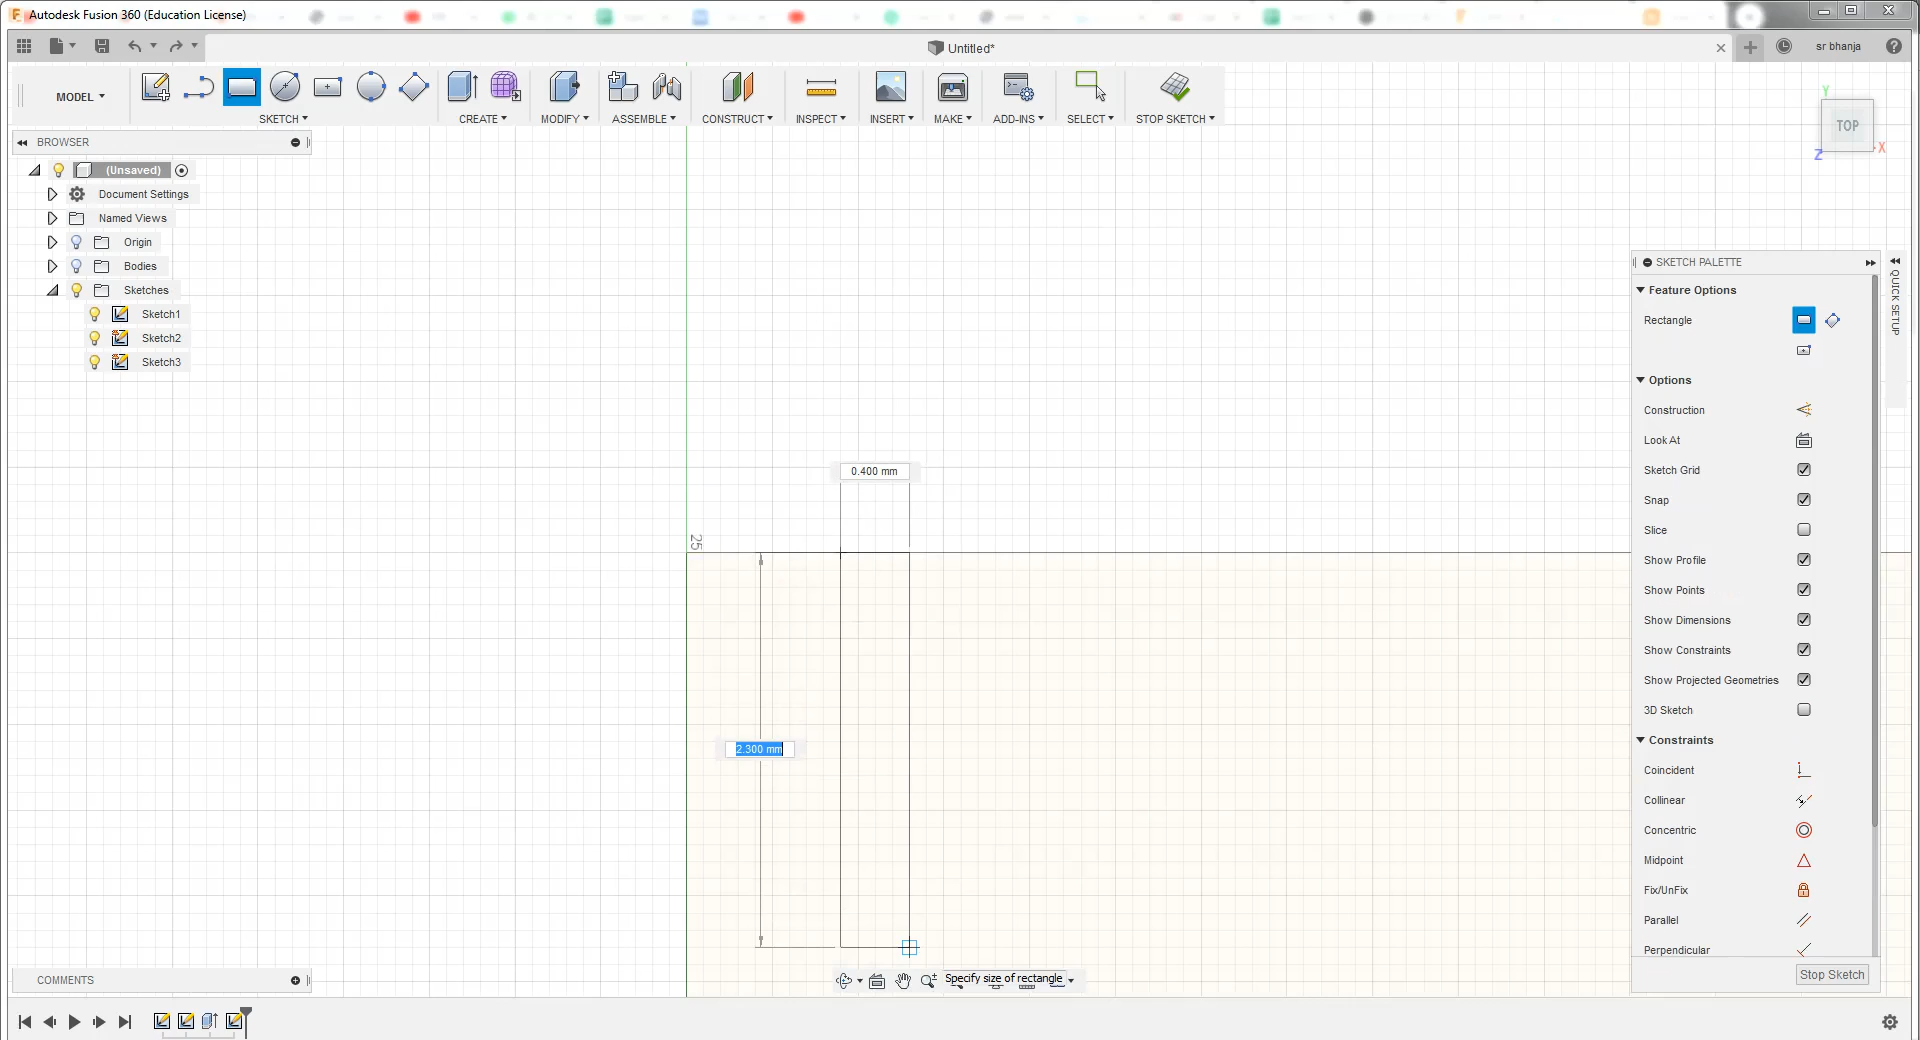 Autodesk Fusion 360 (Education License)
Untitled*
sr bhanja
MODEL
SKETCH
CREATE
MODIFY
ASSEMBLE
CONSTRUCT
INSPECT
INSERT
MAKE
ADD-INS
SELECT
STOP SKETCH
BROWSER
(Unsaved)
Document Settings
Named Views
Origin
Bodies
Sketches
Sketch1
Sketch2
Sketch3
Y
TOP
X
Z
0.400 mm
25
2.300 mm
Specify size of rectangle
SKETCH PALETTE
QUICK SETUP
Feature Options
Rectangle
Options
Construction
Look At
Sketch Grid
Snap
Slice
Show Profile
Show Points
Show Dimensions
Show Constraints
Show Projected Geometries
3D Sketch
Constraints
Coincident
Collinear
Concentric
Midpoint
Fix/UnFix
Parallel
Perpendicular
Stop Sketch
COMMENTS